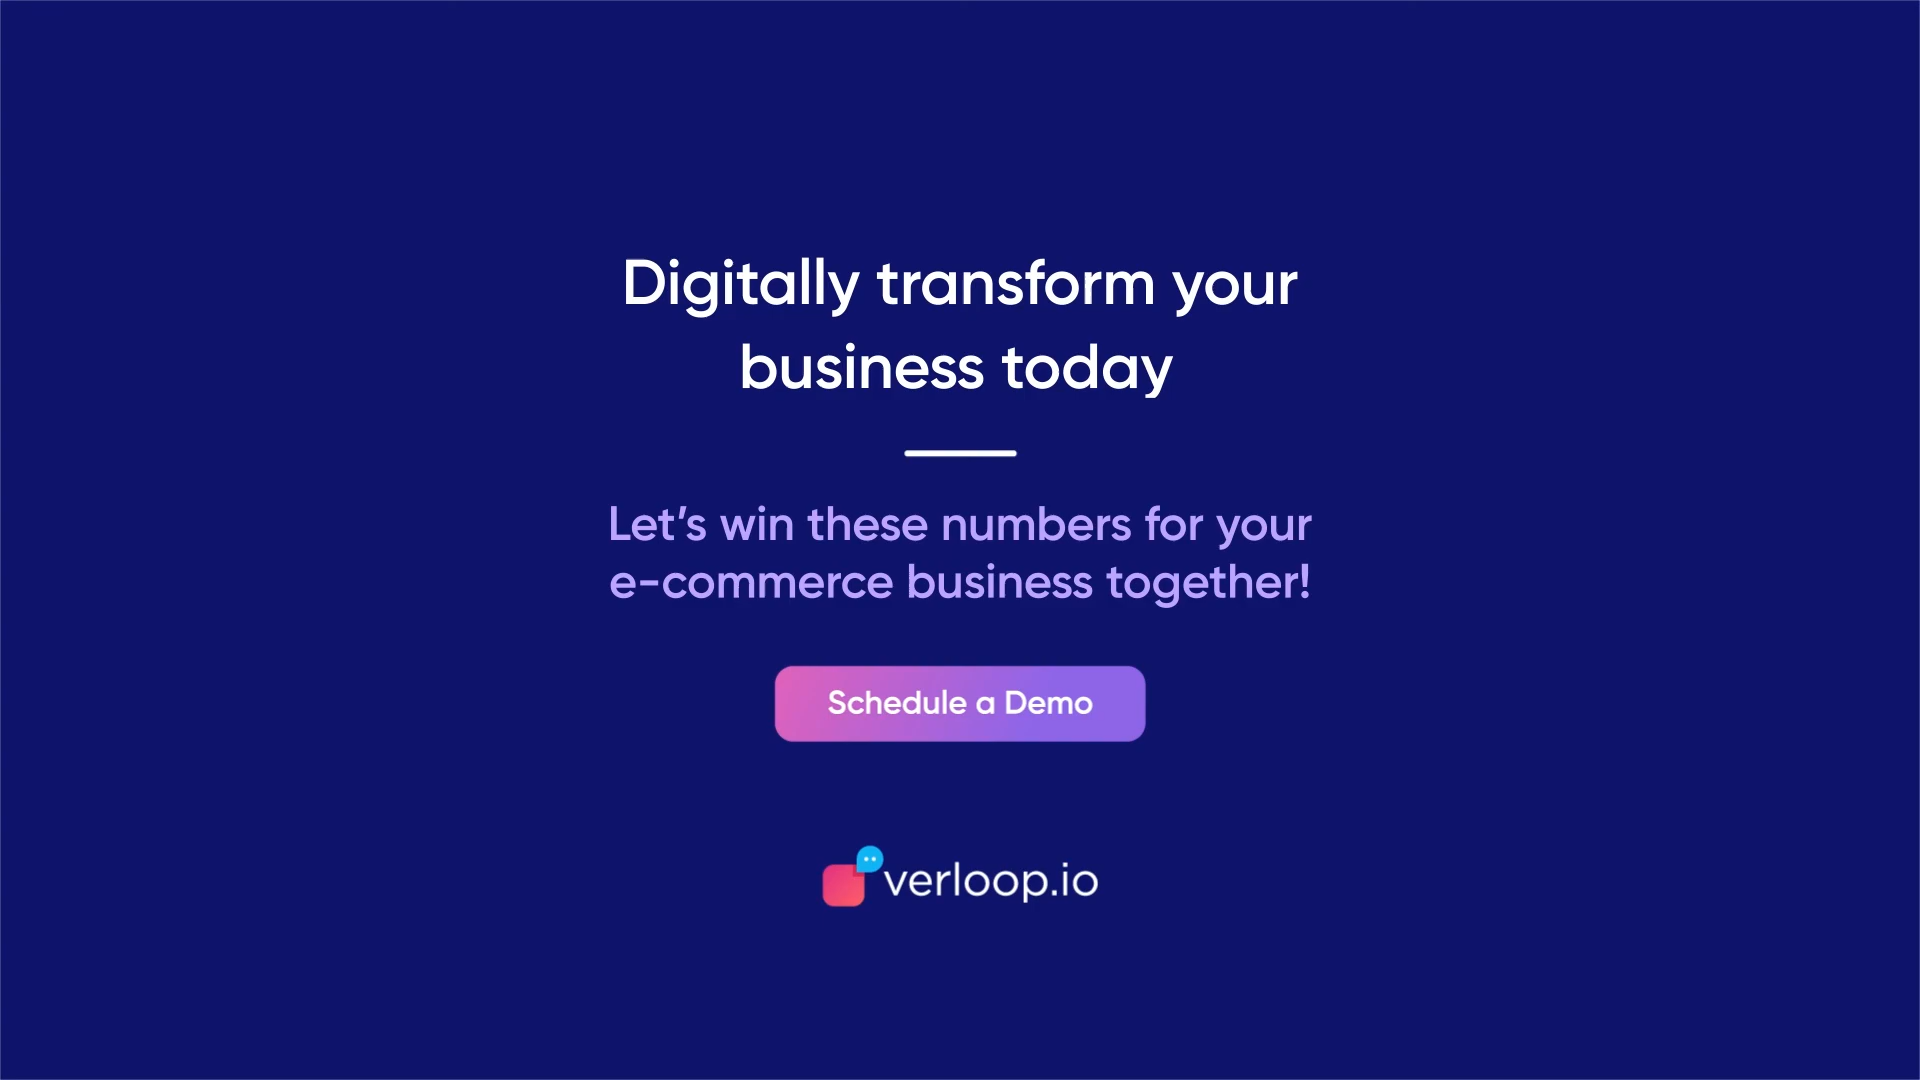 Digitally transform your
business today
Let’s win these numbers for your
e-commerce business together!
Schedule a Demo
verloop.io